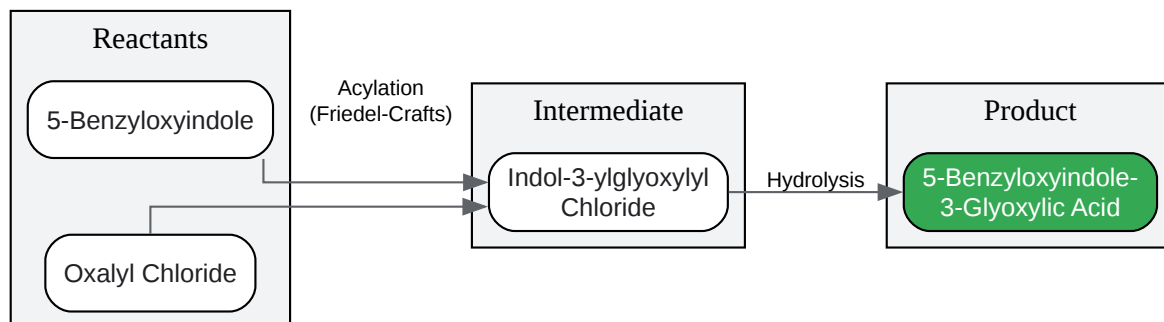 Reactants
5-Benzyloxyindole
Oxalyl Chloride
Acylation
(Friedel-Crafts)
Intermediate
Indol-3-ylglyoxylyl
Chloride
Hydrolysis
Product
5-Benzyloxyindole-
3-Glyoxylic Acid